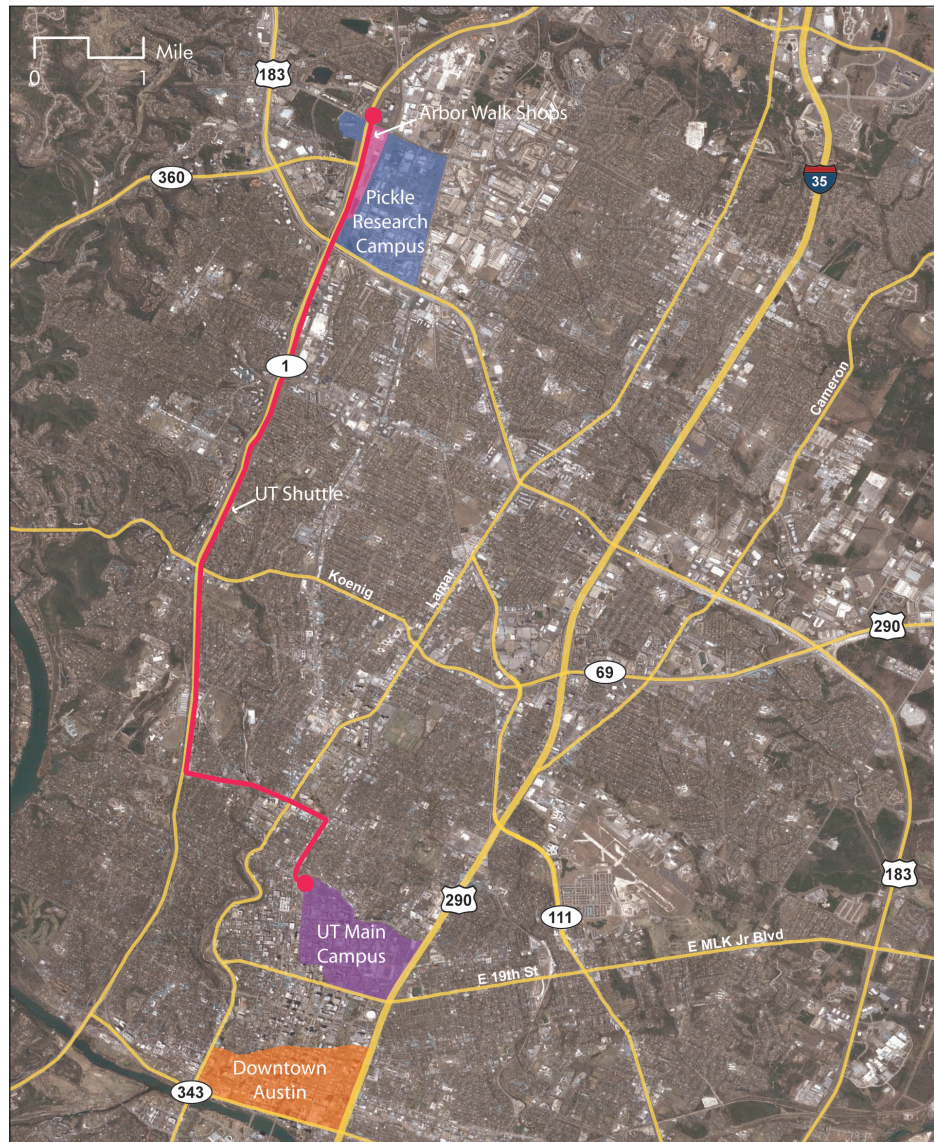 Mile
0 1
183
Arbor Walk Shops
35
360
Pickle
Research
Campus
1
Cameron
UT Shuttle
Koenig
Lamar
290
69
183
290
111
UT Main
Campus
E MLK Jr Blvd
E 19th St
Downtown
Austin
343